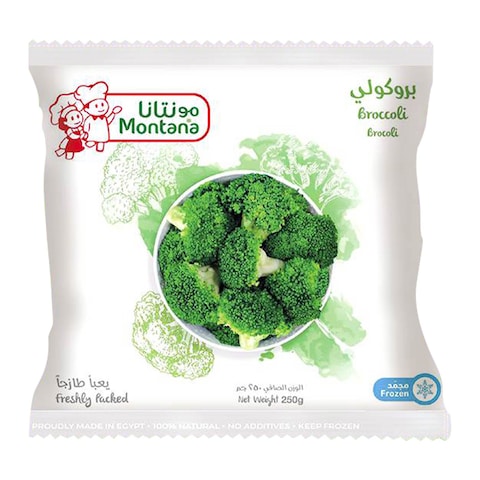 مونتانا
Montana
بروكولي
Broccoli
Brocoli
يعبأ طازجاً
Freshly Packed
الوزن الصافي ٢٥٠ جم
Net Weight 250g
مجمد
Frozen
PROUDLY MADE IN EGYPT • 100% NATURAL • NO ADDITIVES • KEEP FROZEN